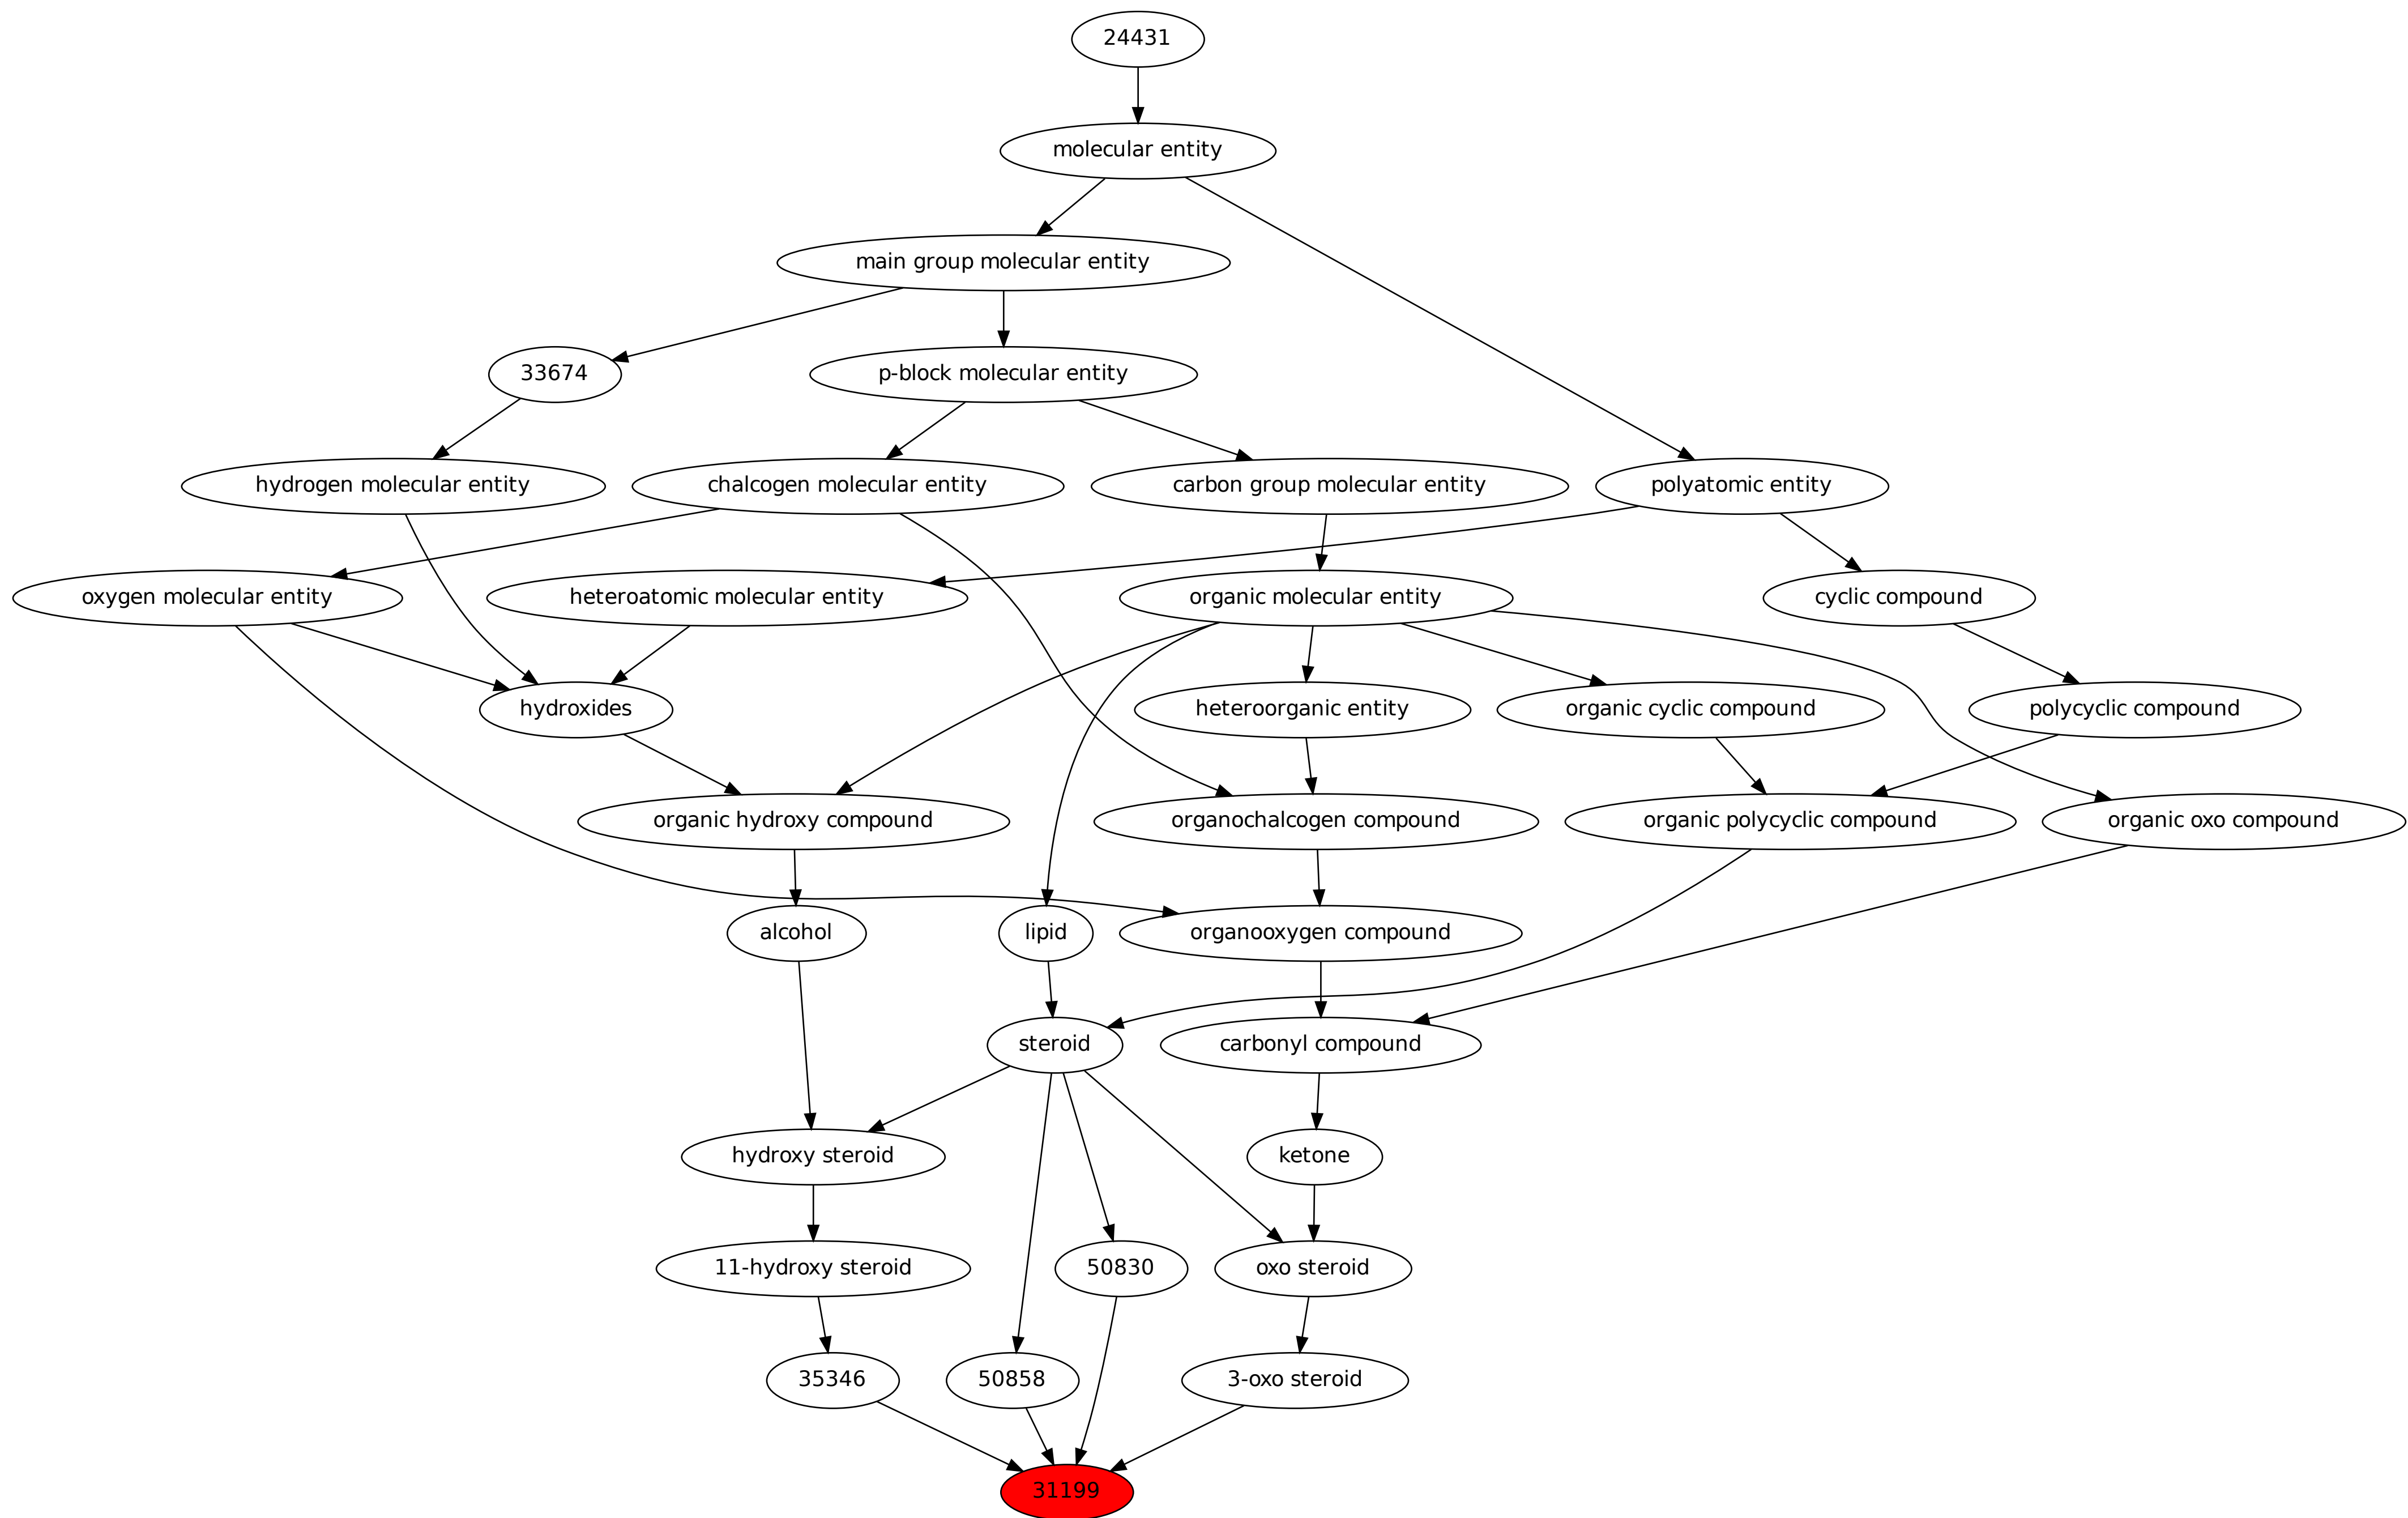 24431
molecular entity
main group molecular entity
33674
p-block molecular entity
hydrogen molecular entity
chalcogen molecular entity
carbon group molecular entity
polyatomic entity
oxygen molecular entity
heteroatomic molecular entity
organic molecular entity
cyclic compound
hydroxides
heteroorganic entity
organic cyclic compound
polycyclic compound
organic hydroxy compound
organochalcogen compound
organic polycyclic compound
organic oxo compound
alcohol
lipid
organooxygen compound
steroid
carbonyl compound
hydroxy steroid
ketone
11-hydroxy steroid
50830
oxo steroid
35346
50858
3-oxo steroid
31199